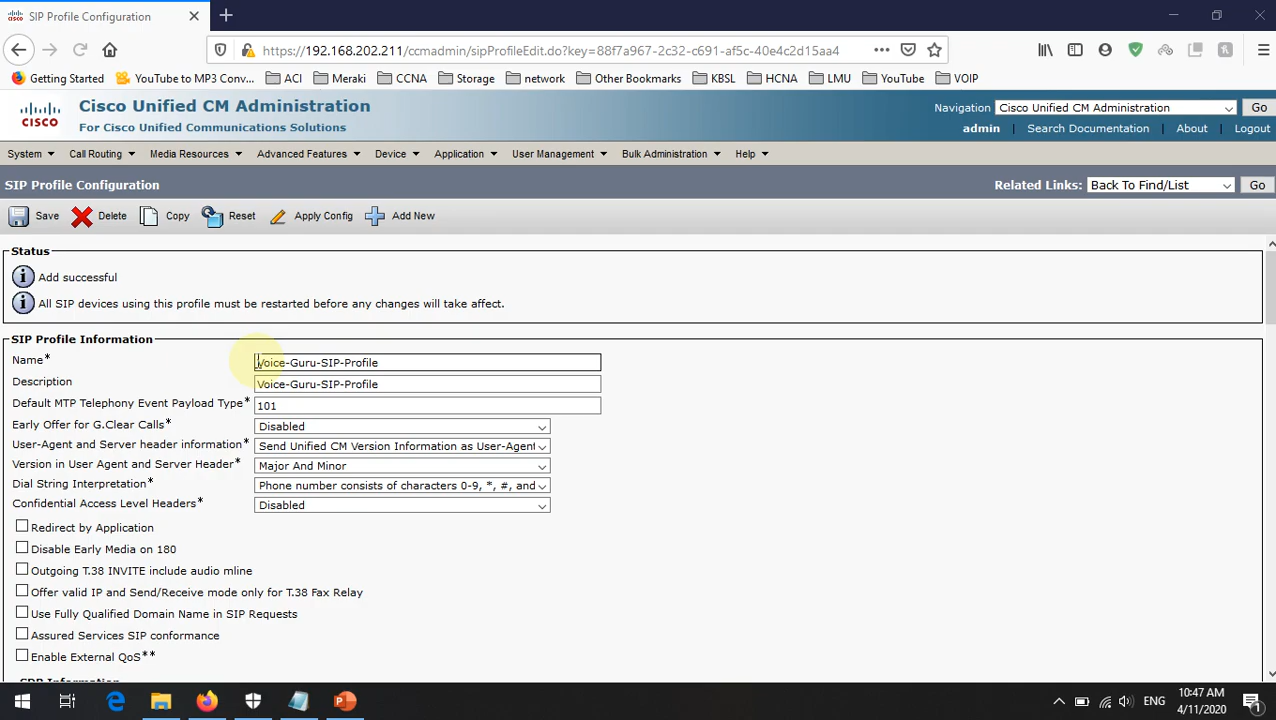 SIP Profile Configuration
https://192.168.202.211/ccmadmin/sipProfileEdit.do?key=88f7a967-2c32-c691-af5c-40e4c2d15aa4
Getting Started YouTube to MP3 Conv... ACI Meraki CCNA Storage network Other Bookmarks KBSL HCNA LMU YouTube VOIP
CISCO
Cisco Unified CM Administration
For Cisco Unified Communications Solutions
Navigation Cisco Unified CM Administration Go
admin Search Documentation About Logout
System Call Routing Media Resources Advanced Features Device Application User Management Bulk Administration Help
SIP Profile Configuration Related Links: Back To Find/List Go
Save Delete Copy Reset Apply Config Add New
Status
Add successful
All SIP devices using this profile must be restarted before any changes will take affect.
SIP Profile Information
Name* Voice-Guru-SIP-Profile
Description Voice-Guru-SIP-Profile
Default MTP Telephony Event Payload Type* 101
Early Offer for G.Clear Calls* Disabled
User-Agent and Server header information* Send Unified CM Version Information as User-Agent
Version in User Agent and Server Header* Major And Minor
Dial String Interpretation* Phone number consists of characters 0-9, *, #, and
Confidential Access Level Headers* Disabled
Redirect by Application
Disable Early Media on 180
Outgoing T.38 INVITE include audio mline
Offer valid IP and Send/Receive mode only for T.38 Fax Relay
Use Fully Qualified Domain Name in SIP Requests
Assured Services SIP conformance
Enable External QoS**
SDP Information
ENG 10:47 AM
4/11/2020
1